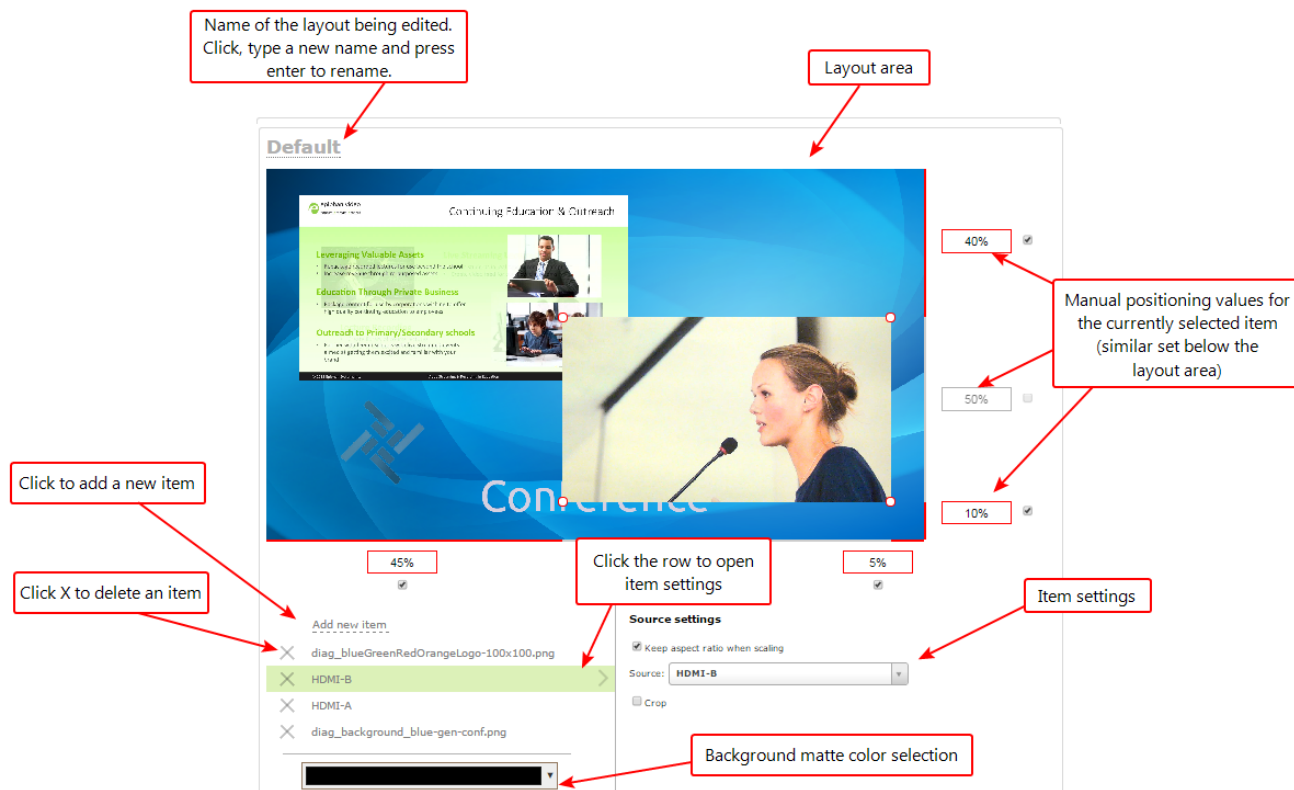 Name of the layout being edited.
Click, type a new name and press
enter to rename.
Layout area
Default
epiphan video
Continuing Education & Outreach
Leveraging Valuable Assets
Education Through Private Business
Outreach to Primary/Secondary schools
brand
Conference
40%
Manual positioning values for
the currently selected item
(similar set below the
layout area)
50%
10%
Click to add a new item
45%
5%
Click the row to open
item settings
Click X to delete an item
Item settings
Add new item
diag_blueGreenRedOrangeLogo-100x100.png
HDMI-B
HDMI-A
diag_background_blue-gen-conf.png
Source settings
Keep aspect ratio when scaling
Source: HDMI-B
Crop
Background matte color selection